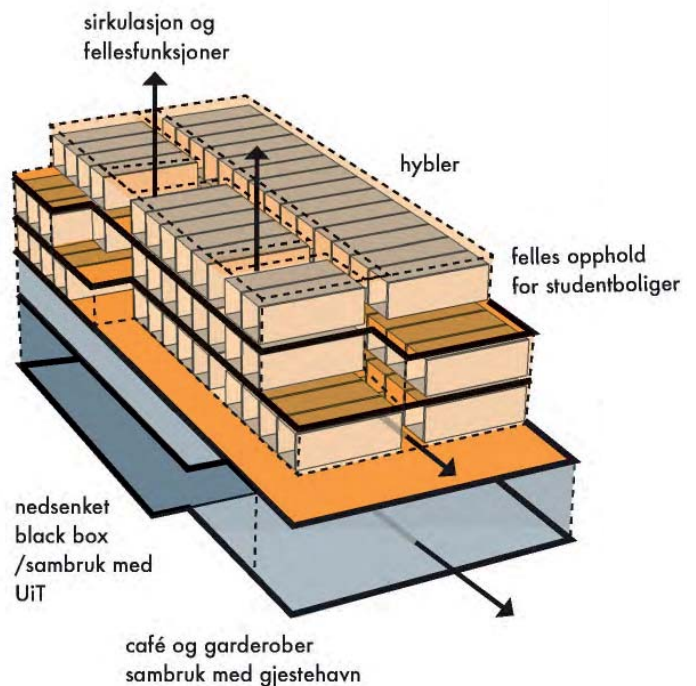 sirkulasjon og
fellesfunksjoner
hybler
felles opphold
for studentboliger
nedsenket
black box
/sambruk med
UiT
café og garderober
sambruk med gjestehavn